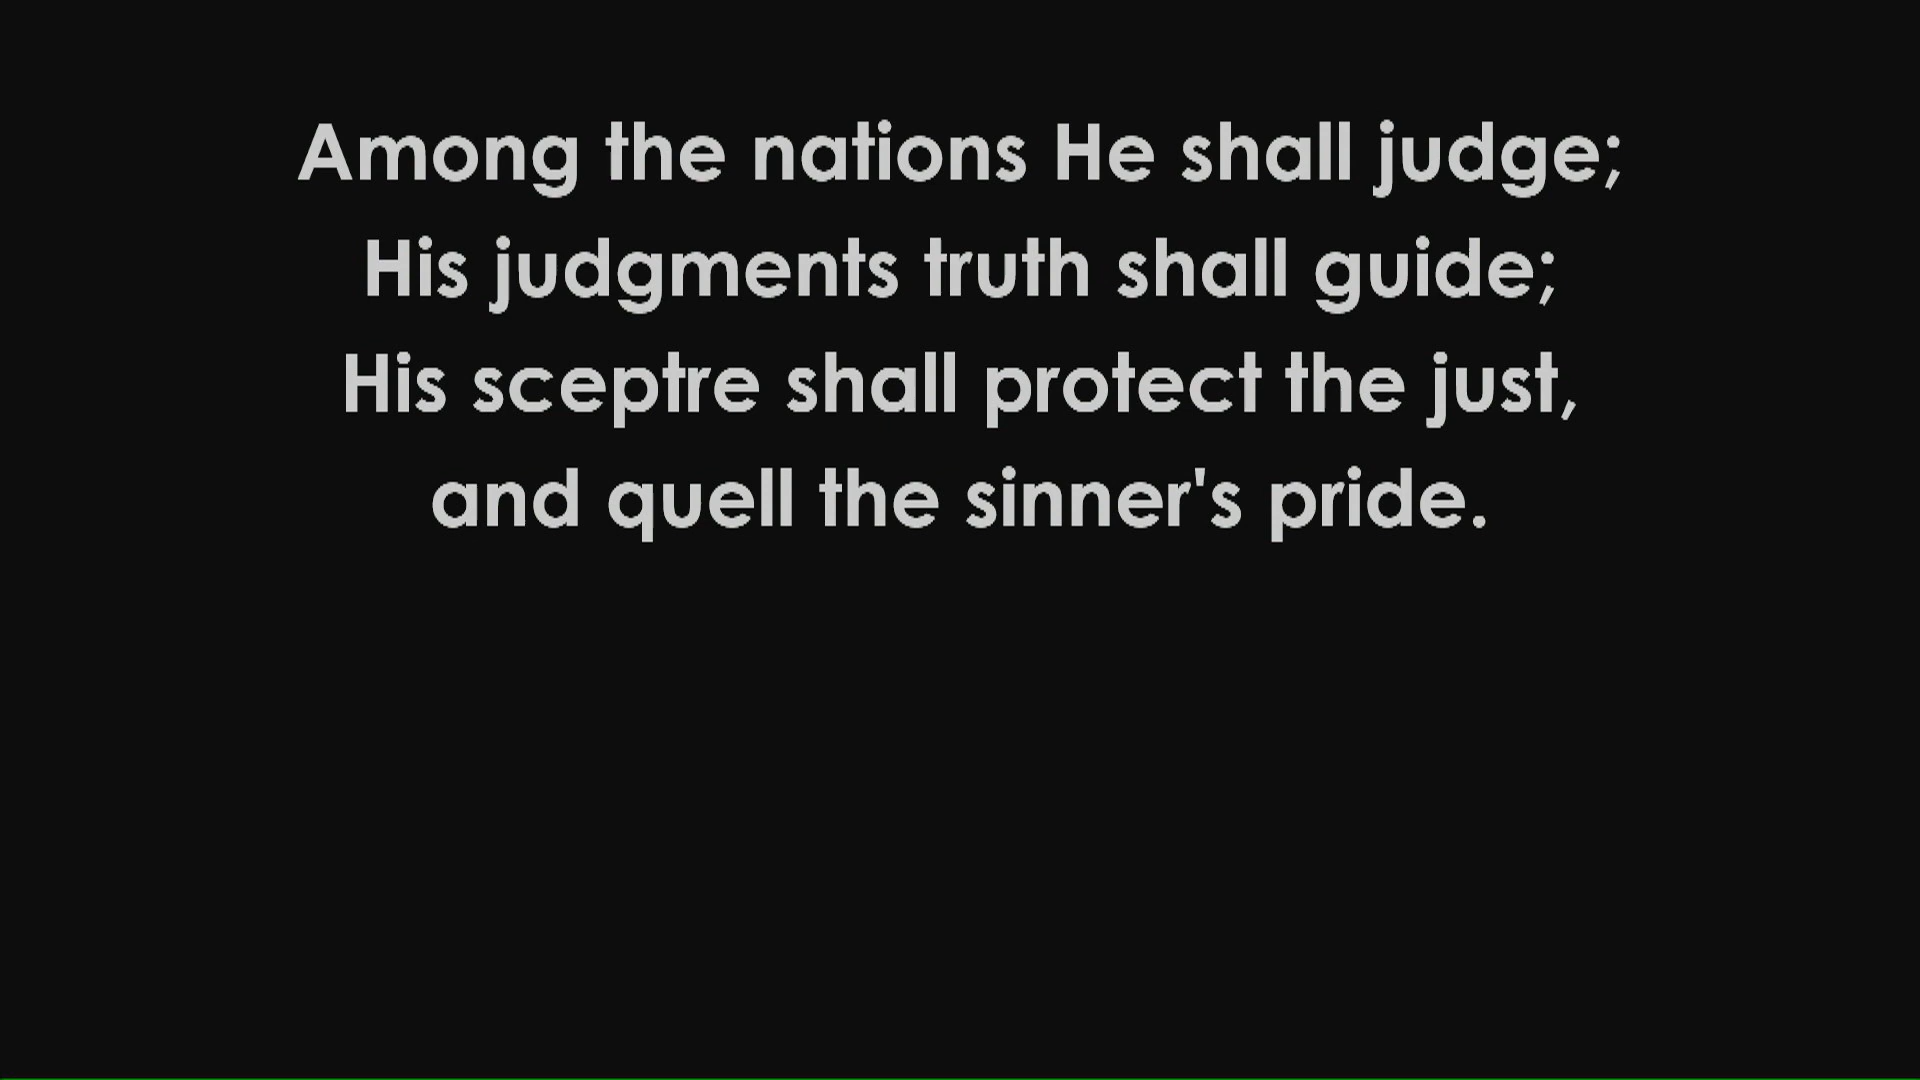 Among the nations He shall judge;
His judgments truth shall guide;
His sceptre shall protect the just,
and quell the sinner's pride.